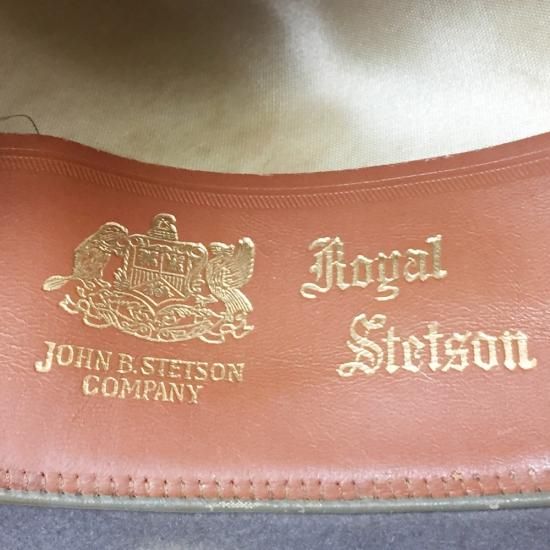 JOHN B. STETSON
COMPANY
Royal
Stetson